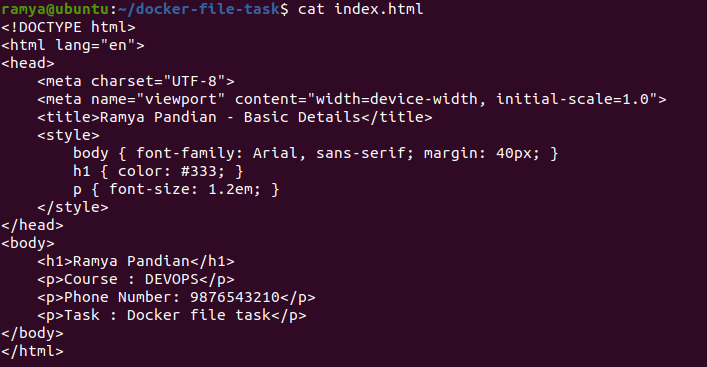 ramya@ubuntu:~/docker-file-task$ cat index.html
<!DOCTYPE html>
<html lang="en">
<head>
    <meta charset="UTF-8">
    <meta name="viewport" content="width=device-width, initial-scale=1.0">
    <title>Ramya Pandian - Basic Details</title>
    <style>
        body { font-family: Arial, sans-serif; margin: 40px; }
        h1 { color: #333; }
        p { font-size: 1.2em; }
    </style>
</head>
<body>
    <h1>Ramya Pandian</h1>
    <p>Course : DEVOPS</p>
    <p>Phone Number: 9876543210</p>
    <p>Task : Docker file task</p>
</body>
</html>